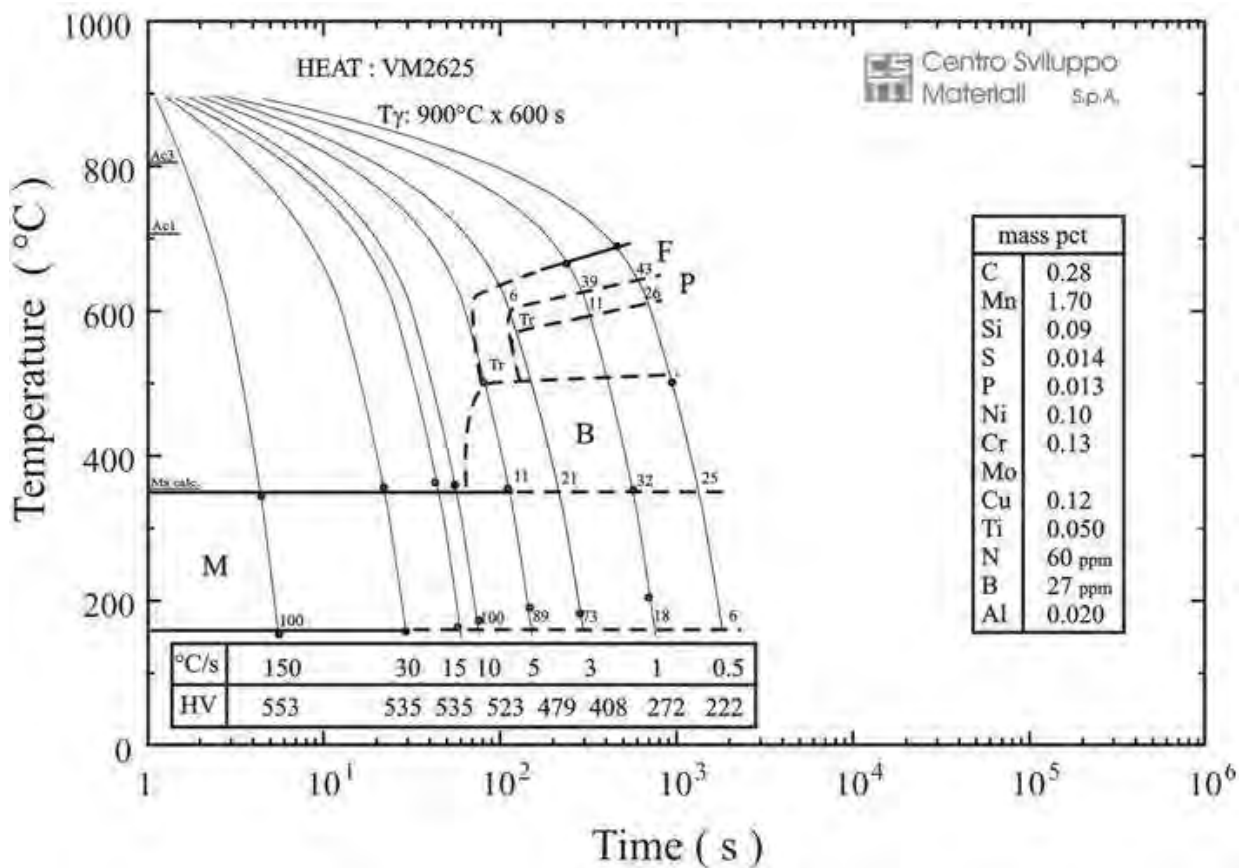 1000
800
600
400
200
0
Temperature ( °C )
HEAT : VM2625
Tγ: 900°C x 600 s
Centro Sviluppo
Materiali S.p.A.
Ac3
Ac1
Ms calc.
F
P
B
M
6
39
43
Tr
11
26
Tr
11
21
32
25
100
100
89
73
18
6
°C/s 150 30 15 10 5 3 1 0.5
HV 553 535 535 523 479 408 272 222
mass pct
C 0.28
Mn 1.70
Si 0.09
S 0.014
P 0.013
Ni 0.10
Cr 0.13
Mo
Cu 0.12
Ti 0.050
N 60 ppm
B 27 ppm
Al 0.020
1 10¹ 10² 10³ 10⁴ 10⁵ 10⁶
Time ( s )